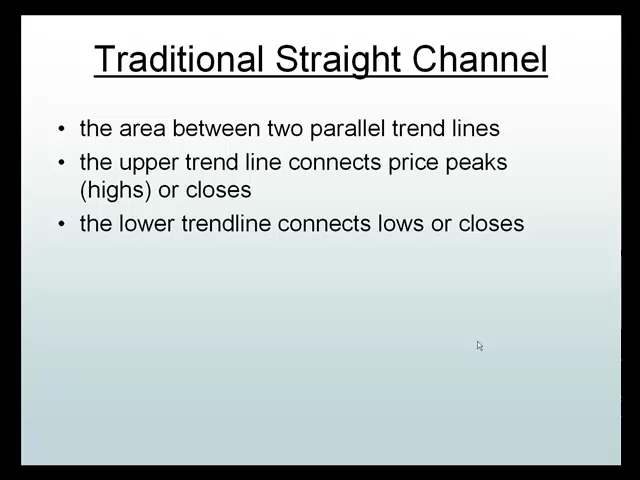 Traditional Straight Channel
• the area between two parallel trend lines
• the upper trend line connects price peaks
(highs) or closes
• the lower trendline connects lows or closes